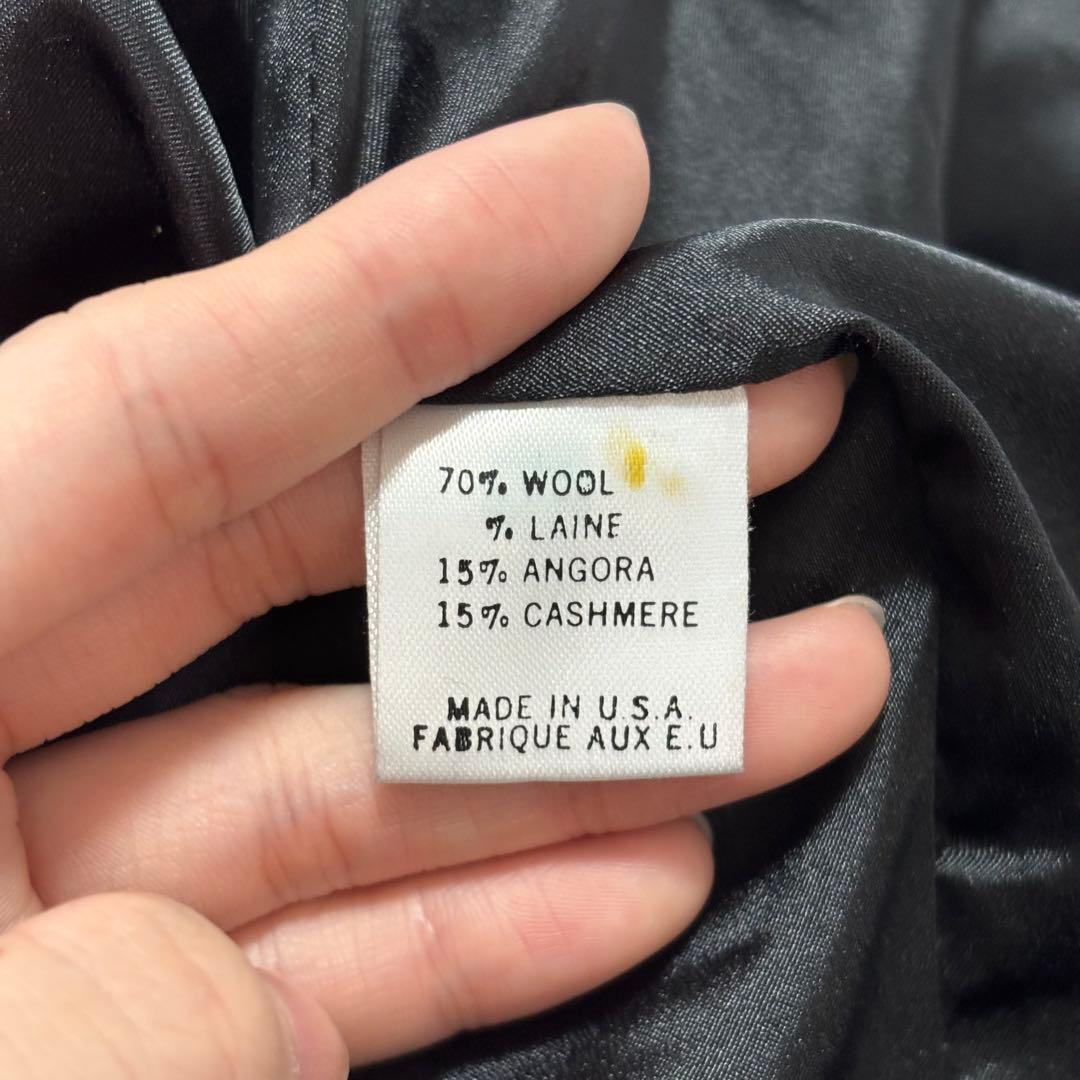 70% WOOL
% LAINE
15% ANGORA
15% CASHMERE
MADE IN U.S.A.
FABRIQUE AUX E.U